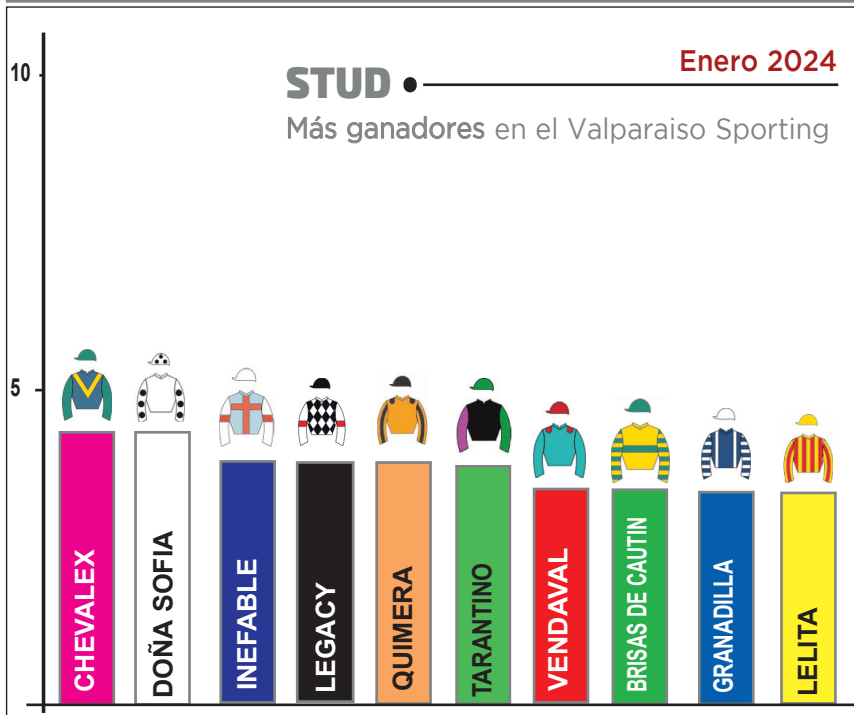 Enero 2024
STUD
Más ganadores en el Valparaiso Sporting
10
5
CHEVALEX
DOÑA SOFIA
INEFABLE
LEGACY
QUIMERA
TARANTINO
VENDAVAL
BRISAS DE CAUTIN
GRANADILLA
LELITA